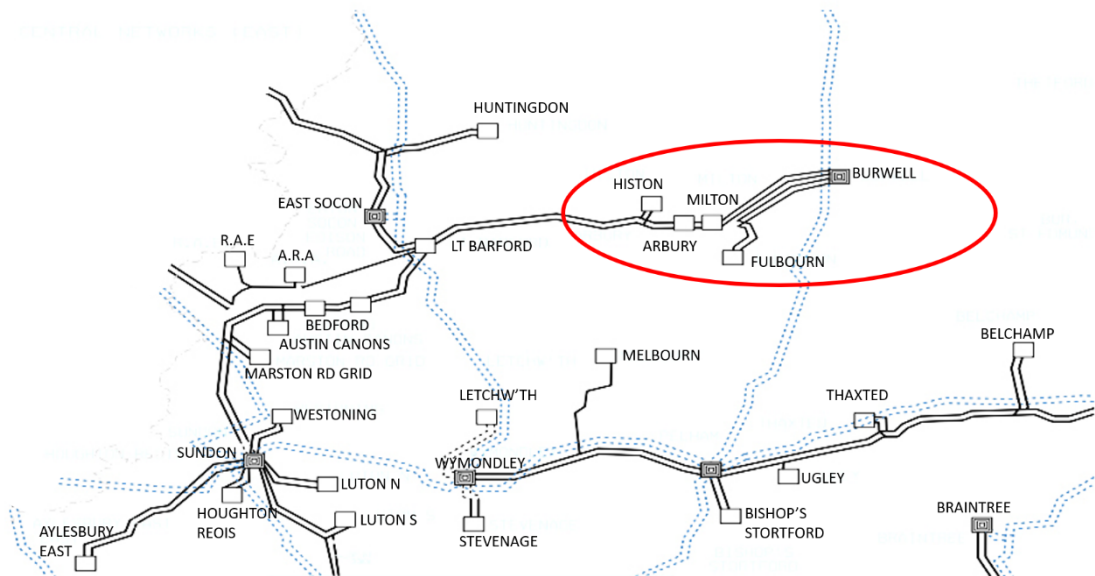 HUNTINGDON
HISTON
BURWELL
EAST SOCON
MILTON
R.A.E
A.R.A
LT BARFORD
ARBURY
FULBOURN
BEDFORD
AUSTIN CANONS
MARSTON RD GRID
MELBOURN
BELCHAMP
LETCHW'TH
THAXTED
WESTONING
SUNDON
WYMONDLEY
LUTON N
UGLEY
HOUGHTON
REOIS
LUTON S
BISHOP'S
STORTFORD
BRAINTREE
AYLESBURY
EAST
STEVENAGE